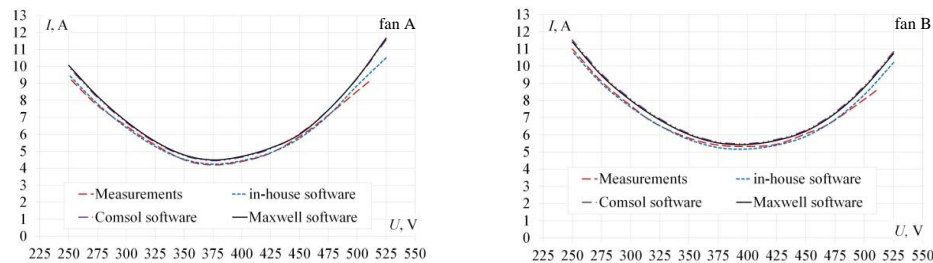 13 I, A fan A
12
11
10
9
8
7
6
5
4
3
2
1
0
Measurements in-house software
Comsol software Maxwell software
U, V
225 250 275 300 325 350 375 400 425 450 475 500 525 550
13 I, A fan B
12
11
10
9
8
7
6
5
4
3
2
1
0
Measurements in-house software
Comsol software Maxwell software
U, V
225 250 275 300 325 350 375 400 425 450 475 500 525 550